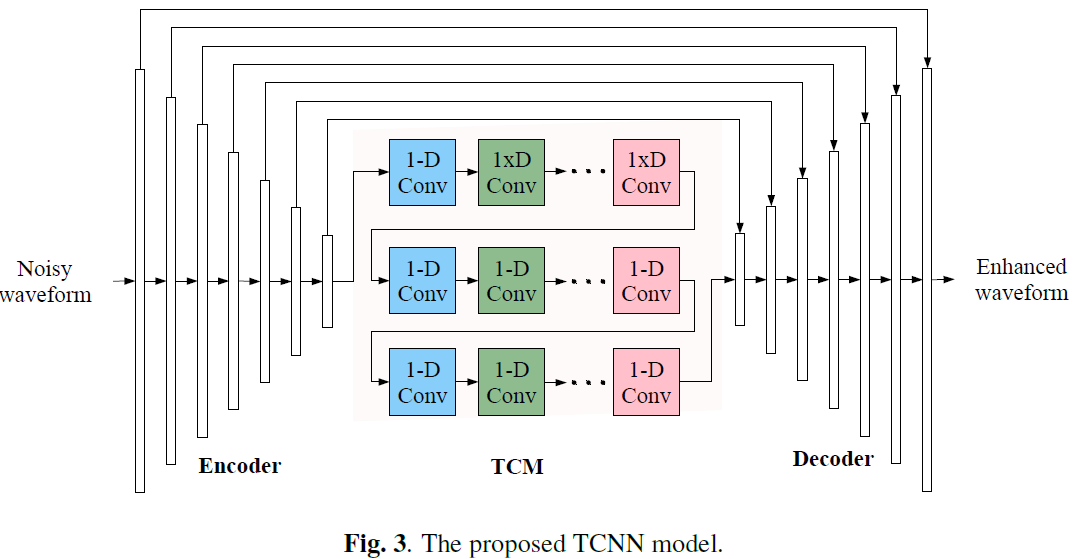 1-D
Conv
1xD
Conv
1xD
Conv
Noisy
waveform
1-D
Conv
1-D
Conv
1-D
Conv
Enhanced
waveform
1-D
Conv
1-D
Conv
1-D
Conv
Encoder
TCM
Decoder
Fig. 3. The proposed TCNN model.